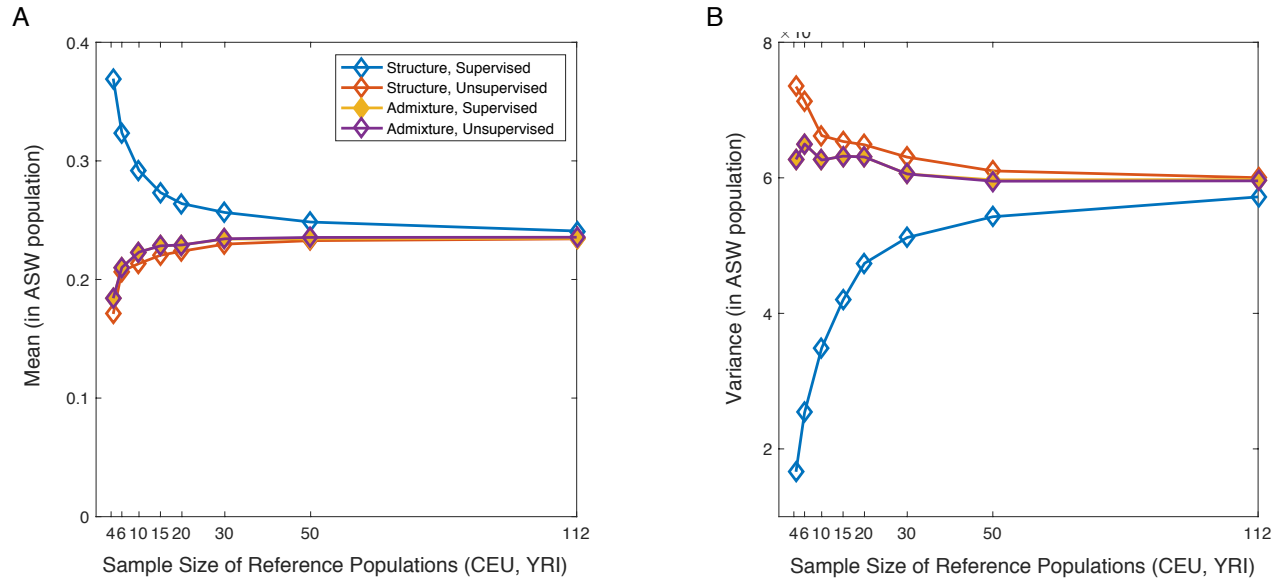 A
Mean (in ASW population)
0.4
0.3
0.2
0.1
0
Structure, Supervised
Structure, Unsupervised
Admixture, Supervised
Admixture, Unsupervised
4 6 10 15 20 30 50 112
Sample Size of Reference Populations (CEU, YRI)
B
Variance (in ASW population)
8
6
4
2
4 6 10 15 20 30 50 112
Sample Size of Reference Populations (CEU, YRI)